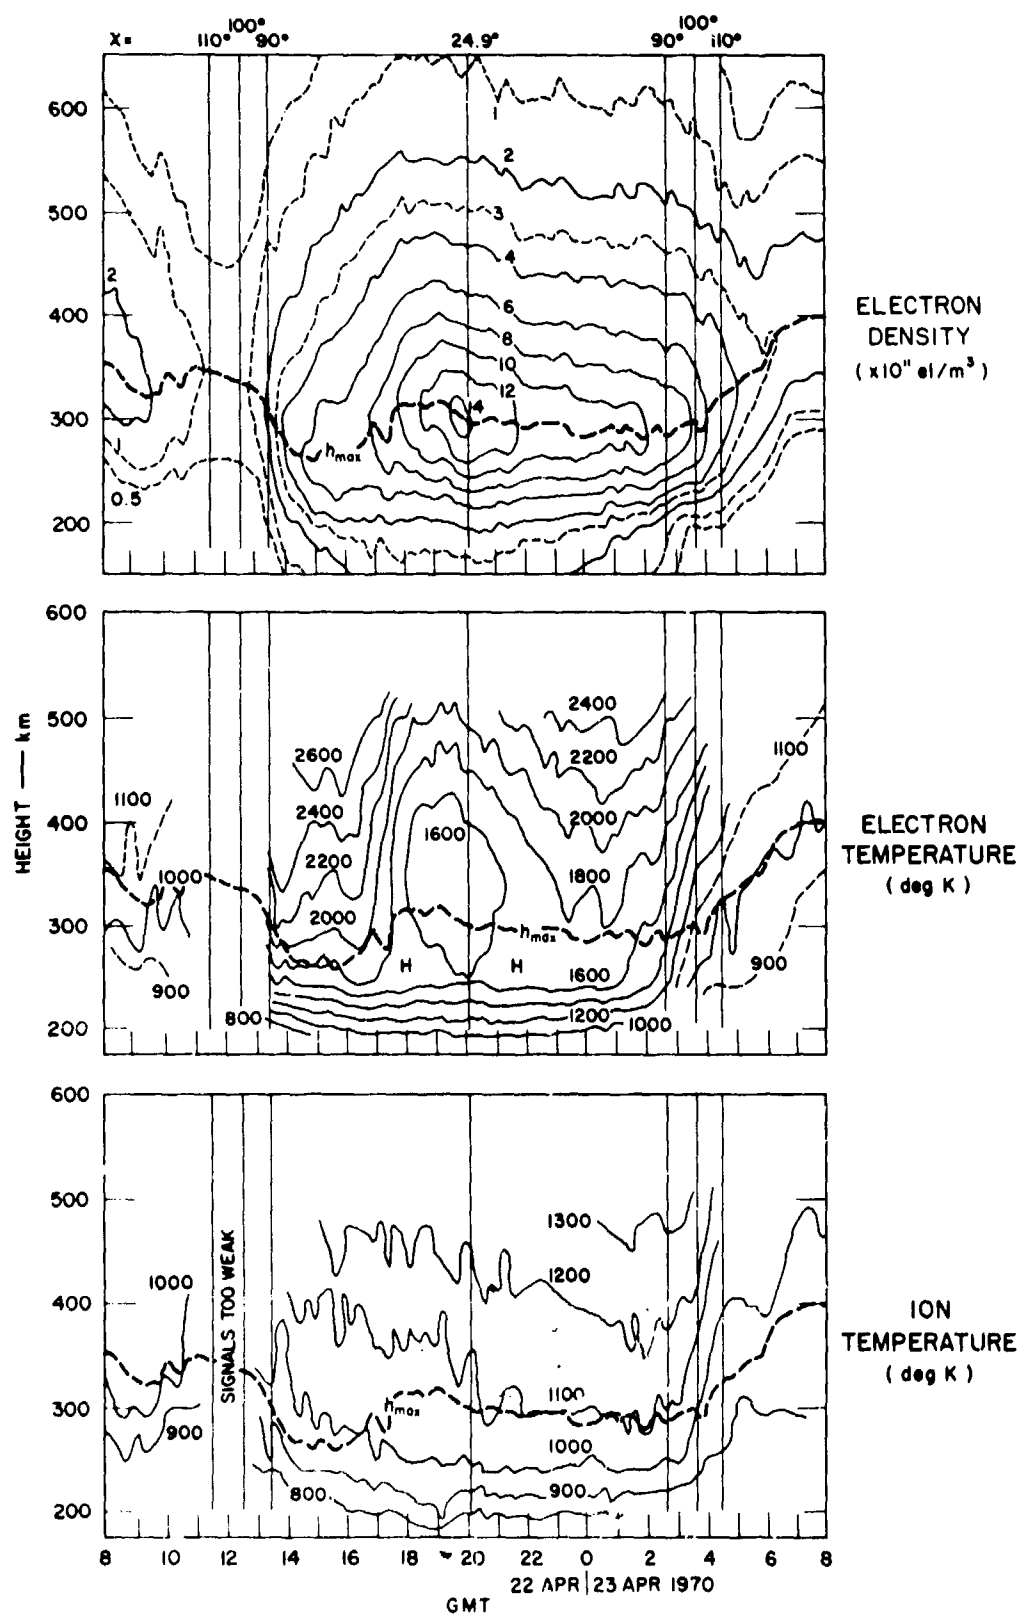 100° 100°
X= 110° 90° 24.9° 90° 110°
600
500
400
300
200
1
2
3
4
6
8
10
12
14
2
1
0.5
hmax
ELECTRON
DENSITY
(x10" el/m³)
600
500
400
300
200
HEIGHT — km
1100
1000
900
800
2600
2400
2200
2000
1600
H H
hmax
2400
2200
2000
1800
1600
1200
1000
1100
900
ELECTRON
TEMPERATURE
(deg K)
600
500
400
300
200
1000
900
SIGNALS TOO WEAK
800
hmax
1300
1200
1100
1000
900
ION
TEMPERATURE
(deg K)
8 10 12 14 16 18 20 22 0 2 4 6 8
22 APR | 23 APR 1970
GMT